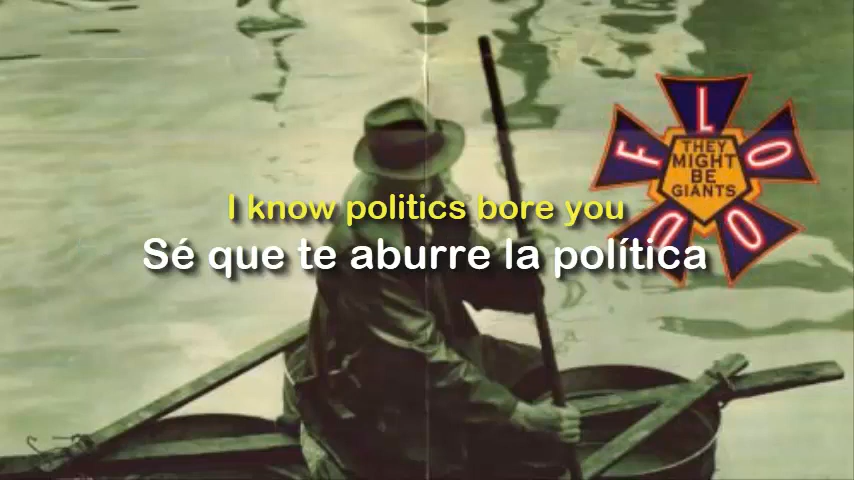 I know politics bore you
Sé que te aburre la política
FLOOD
THEY
MIGHT
BE
GIANTS